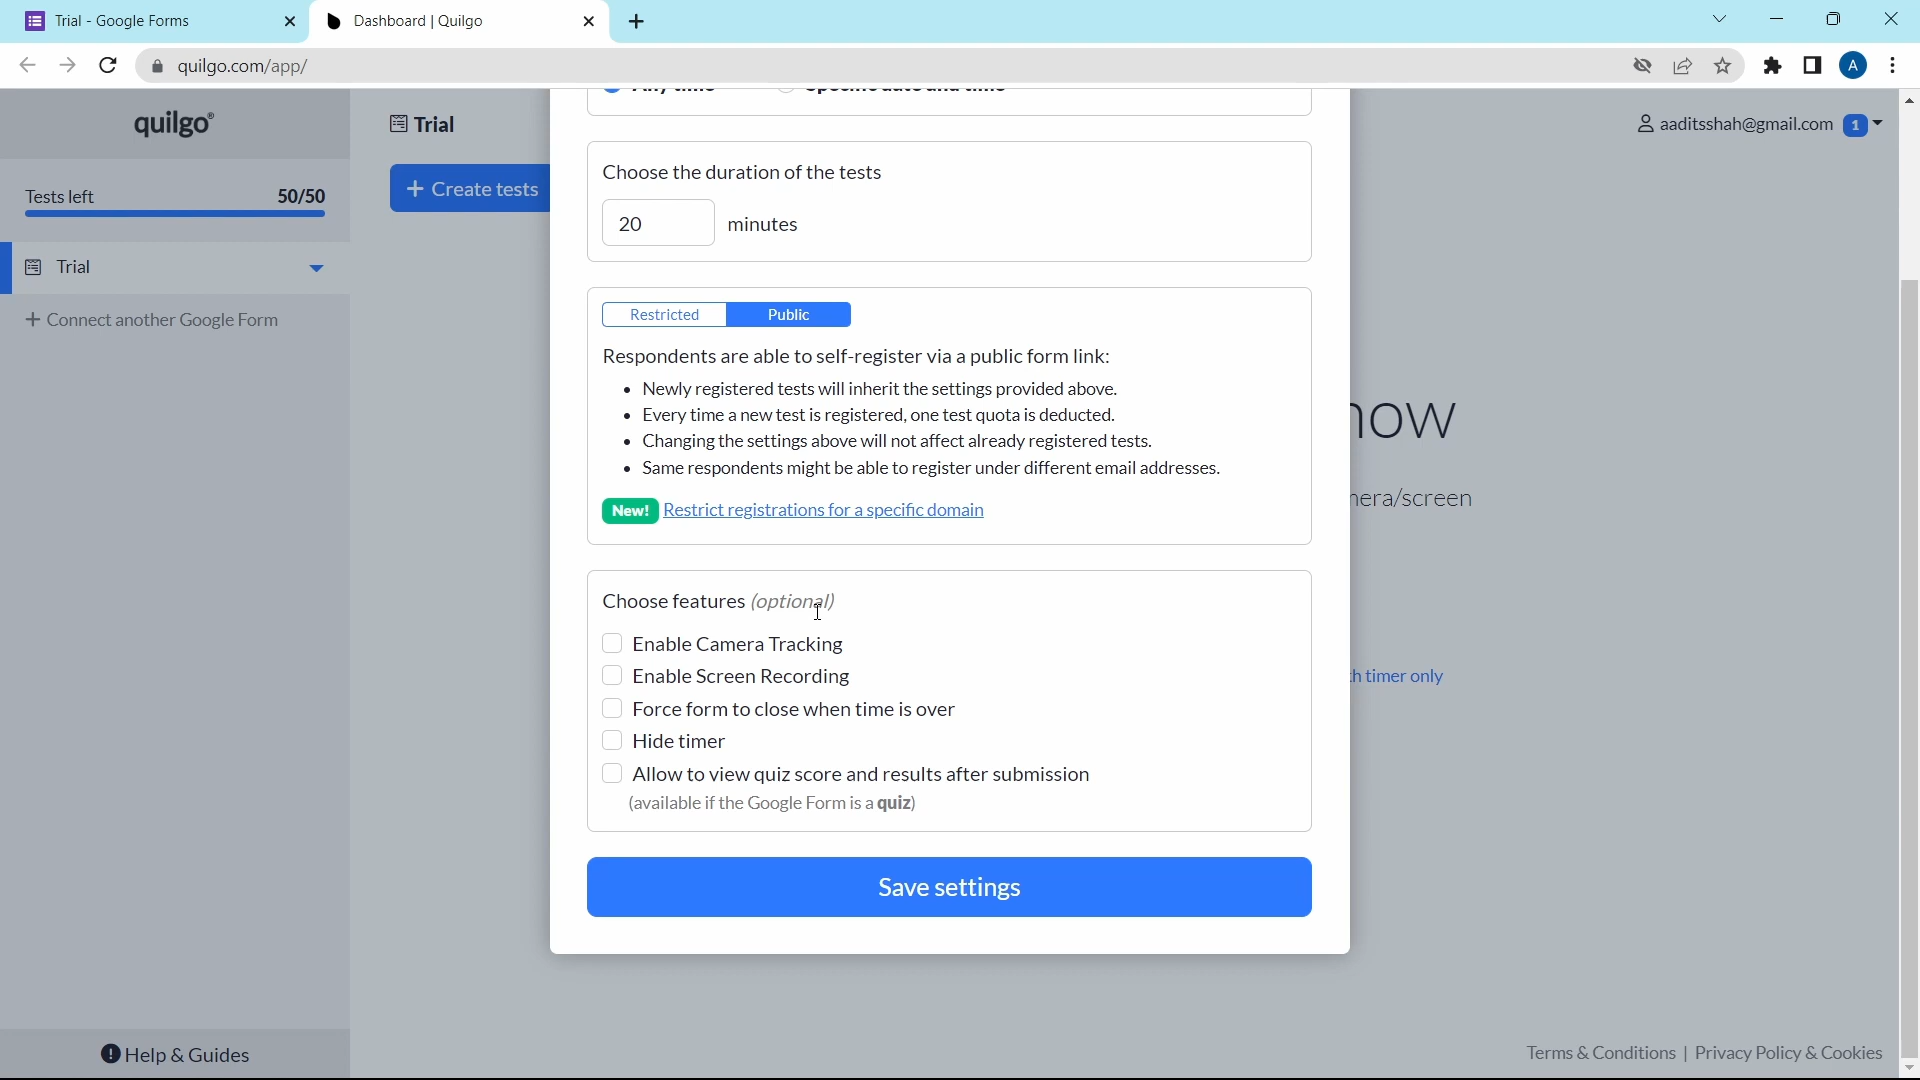 Trial - Google Forms
Dashboard | Quilgo
quilgo.com/app/
A
quilgo®
Trial
aaditsshah@gmail.com 1
Tests left 50/50
+ Create tests
Trial
+ Connect another Google Form
Choose the duration of the tests
20 minutes
Restricted Public
Respondents are able to self-register via a public form link:
• Newly registered tests will inherit the settings provided above.
• Every time a new test is registered, one test quota is deducted.
• Changing the settings above will not affect already registered tests.
• Same respondents might be able to register under different email addresses.
New! Restrict registrations for a specific domain
now
nera/screen
Choose features (optional)
Enable Camera Tracking
Enable Screen Recording
th timer only
Force form to close when time is over
Hide timer
Allow to view quiz score and results after submission
(available if the Google Form is a quiz)
Save settings
Help & Guides
Terms & Conditions | Privacy Policy & Cookies